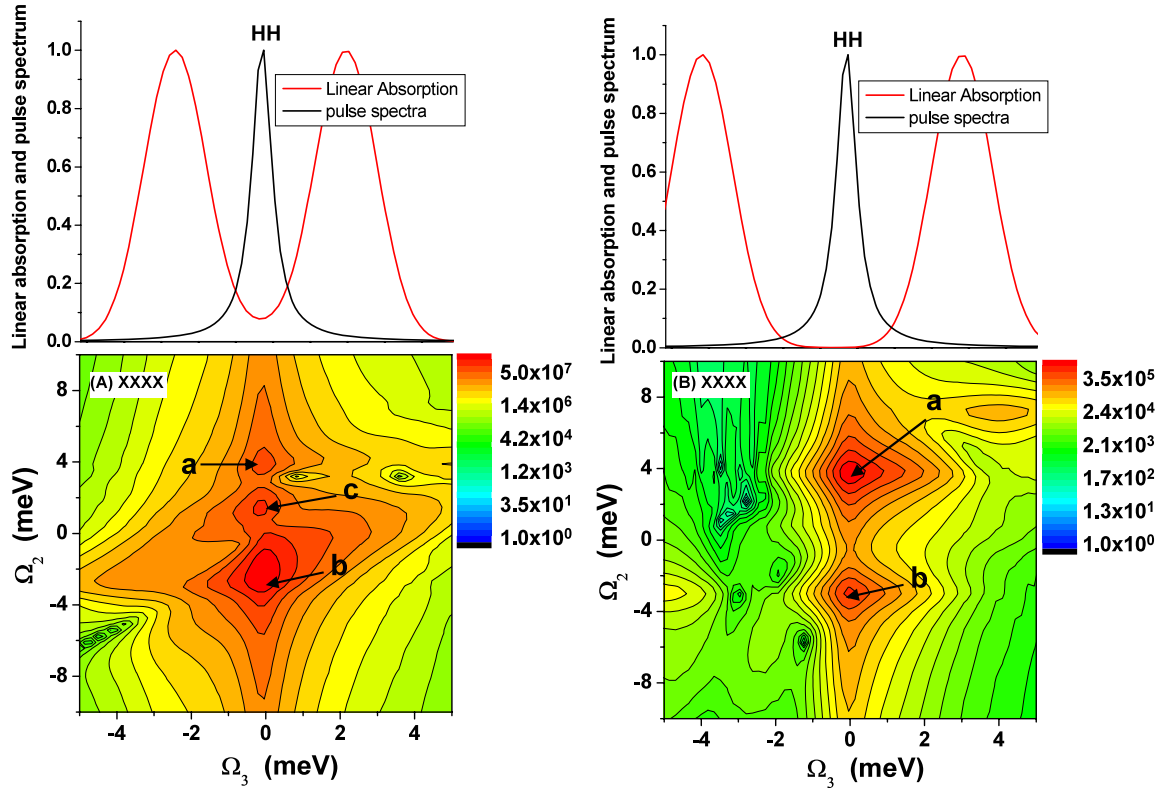 Linear absorption and pulse spectrum
1.0
0.8
0.6
0.4
0.2
0.0
HH
Linear Absorption
pulse spectra
(A) XXXX
8
4
0
-4
-8
Ω2 (meV)
a
c
b
-4 -2 0 2 4
Ω3 (meV)
5.0x10^7
1.4x10^6
4.2x10^4
1.2x10^3
3.5x10^1
1.0x10^0
Linear absorption and pulse spectrum
1.0
0.8
0.6
0.4
0.2
0.0
HH
Linear Absorption
pulse spectra
(B) XXXX
8
4
0
-4
-8
Ω2 (meV)
a
b
-4 -2 0 2 4
Ω3 (meV)
3.5x10^5
2.4x10^4
2.1x10^3
1.7x10^2
1.3x10^1
1.0x10^0